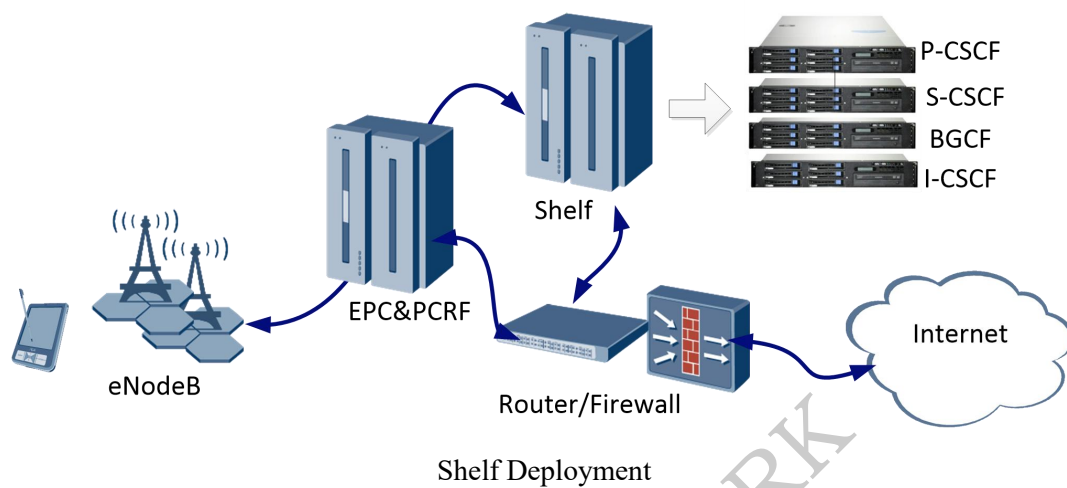 P-CSCF
S-CSCF
BGCF
I-CSCF
Shelf
EPC&PCRF
Internet
eNodeB
Router/Firewall
Shelf Deployment